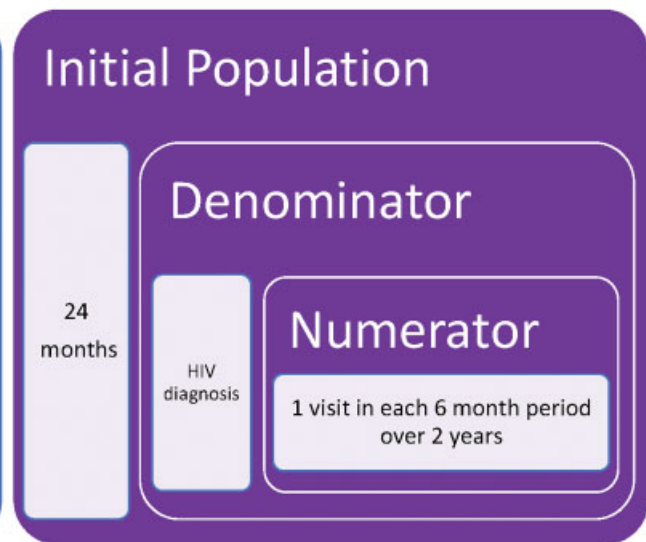 Initial Population
24
months
Denominator
HIV
diagnosis
Numerator
1 visit in each 6 month period
over 2 years